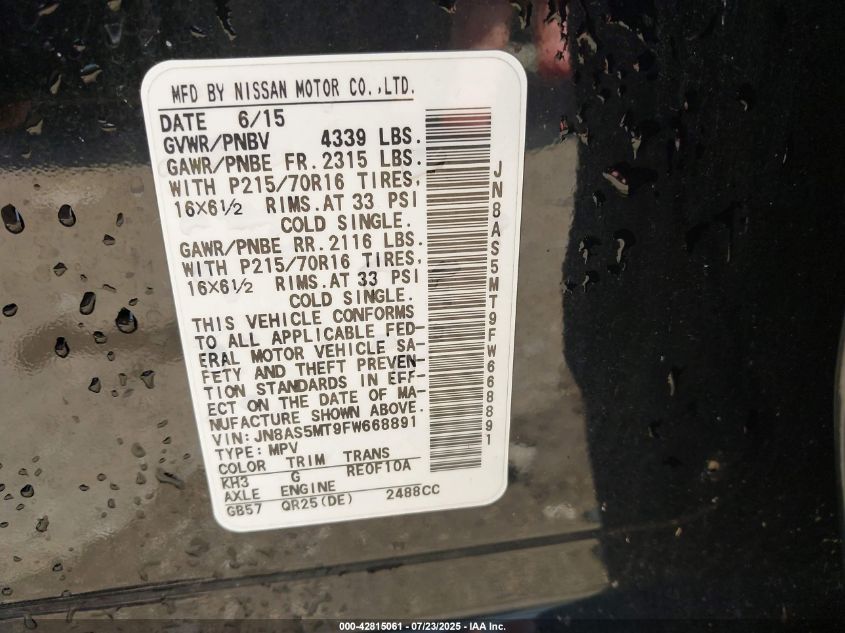 MFD BY NISSAN MOTOR CO.,LTD.
DATE 6/15
GVWR/PNBV 4339 LBS.
GAWR/PNBE FR. 2315 LBS.
WITH P215/70R16 TIRES,
16X6½ RIMS. AT 33 PSI
COLD SINGLE.
GAWR/PNBE RR. 2116 LBS.
WITH P215/70R16 TIRES,
16X6½ RIMS. AT 33 PSI
COLD SINGLE.
THIS VEHICLE CONFORMS
TO ALL APPLICABLE FED-
ERAL MOTOR VEHICLE SA-
FETY AND THEFT PREVEN-
TION STANDARDS IN EFF-
ECT ON THE DATE OF MA-
NUFACTURE SHOWN ABOVE.
VIN: JN8AS5MT9FW668891
TYPE: MPV
COLOR TRIM TRANS
KH3 G RE0F10A
AXLE ENGINE
GB57 QR25(DE) 2488CC
JN8AS5MT9FW668891
000-42815061 - 07/23/2025 - IAA Inc.